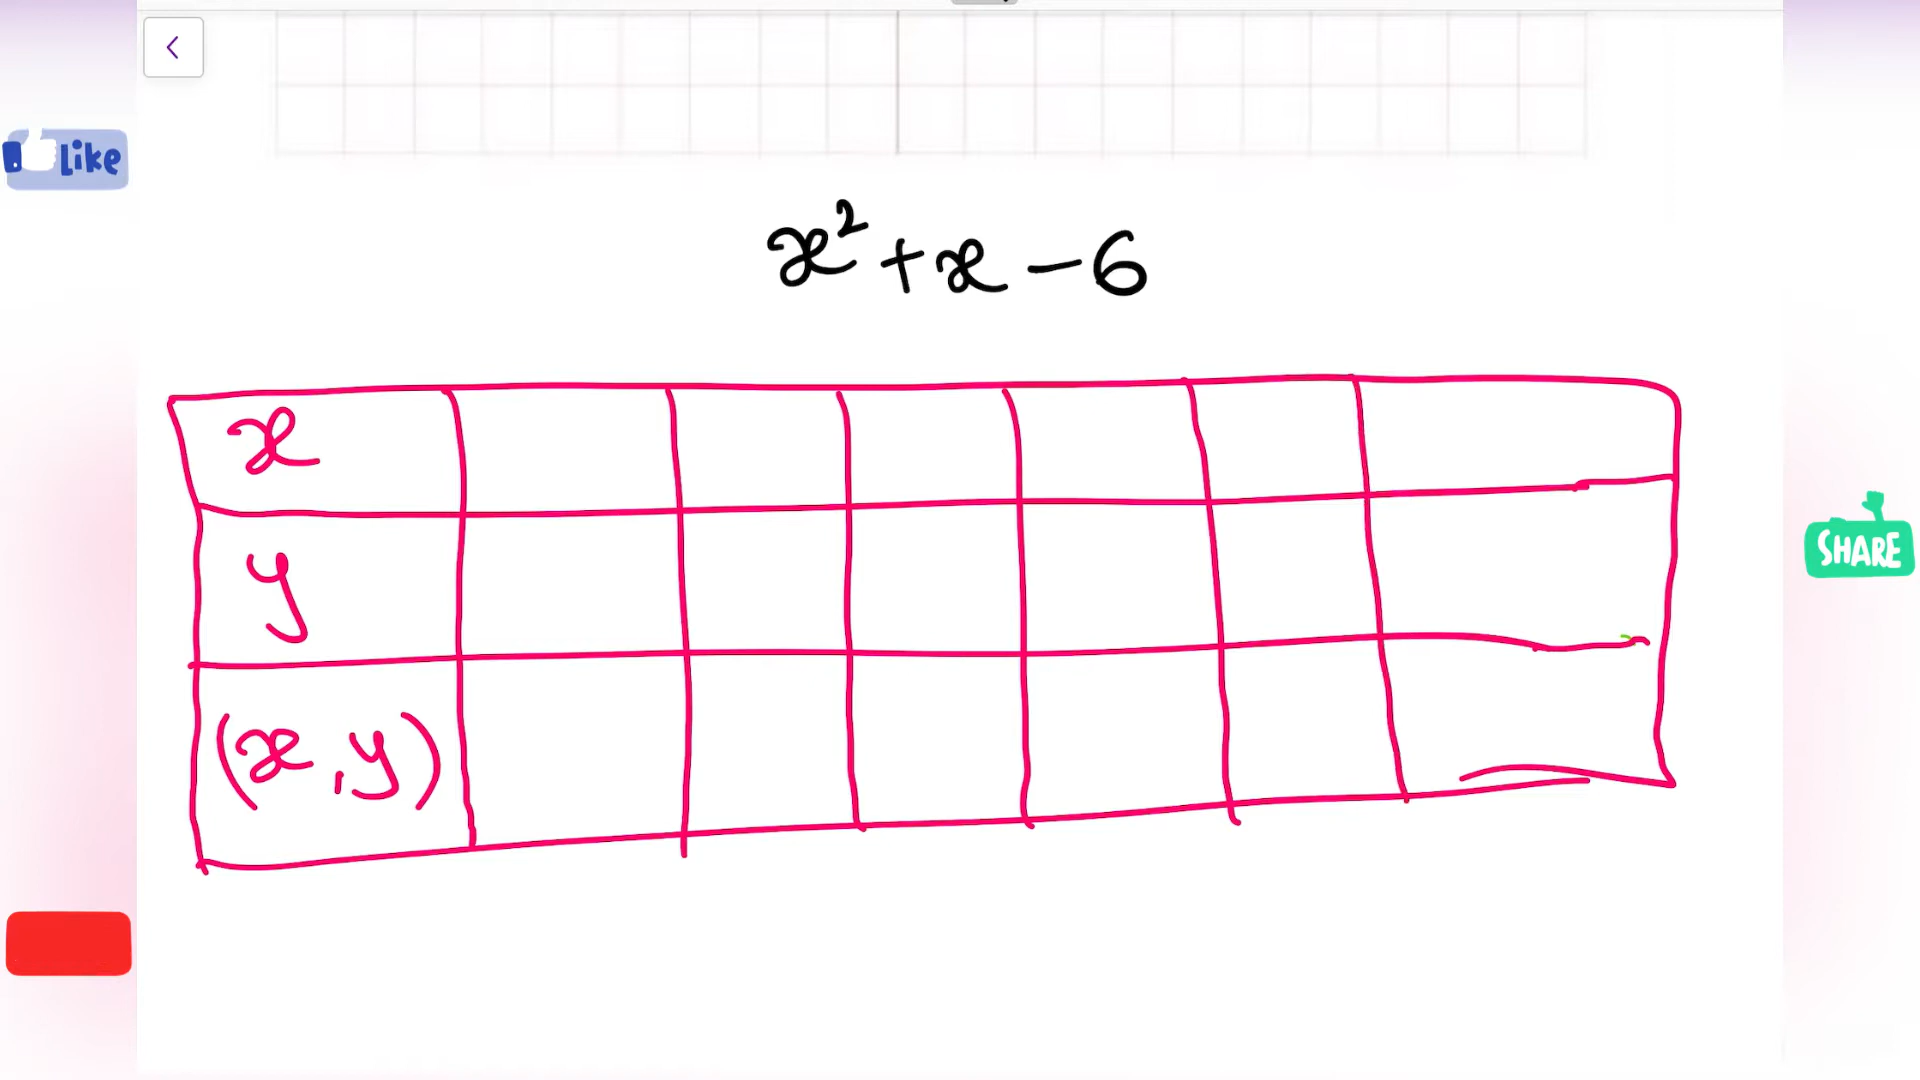 Like
x² + x - 6
x
y
(x, y)
SHARE